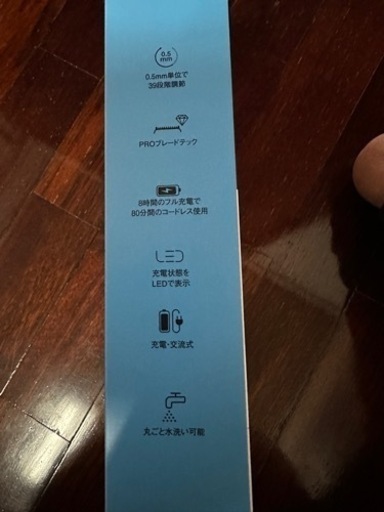 0.5
mm
0.5mm単位で
39段階調節
PROブレードテック
8時間のフル充電で
80分間のコードレス使用
LED
充電状態を
LEDで表示
充電・交流式
丸ごと水洗い可能